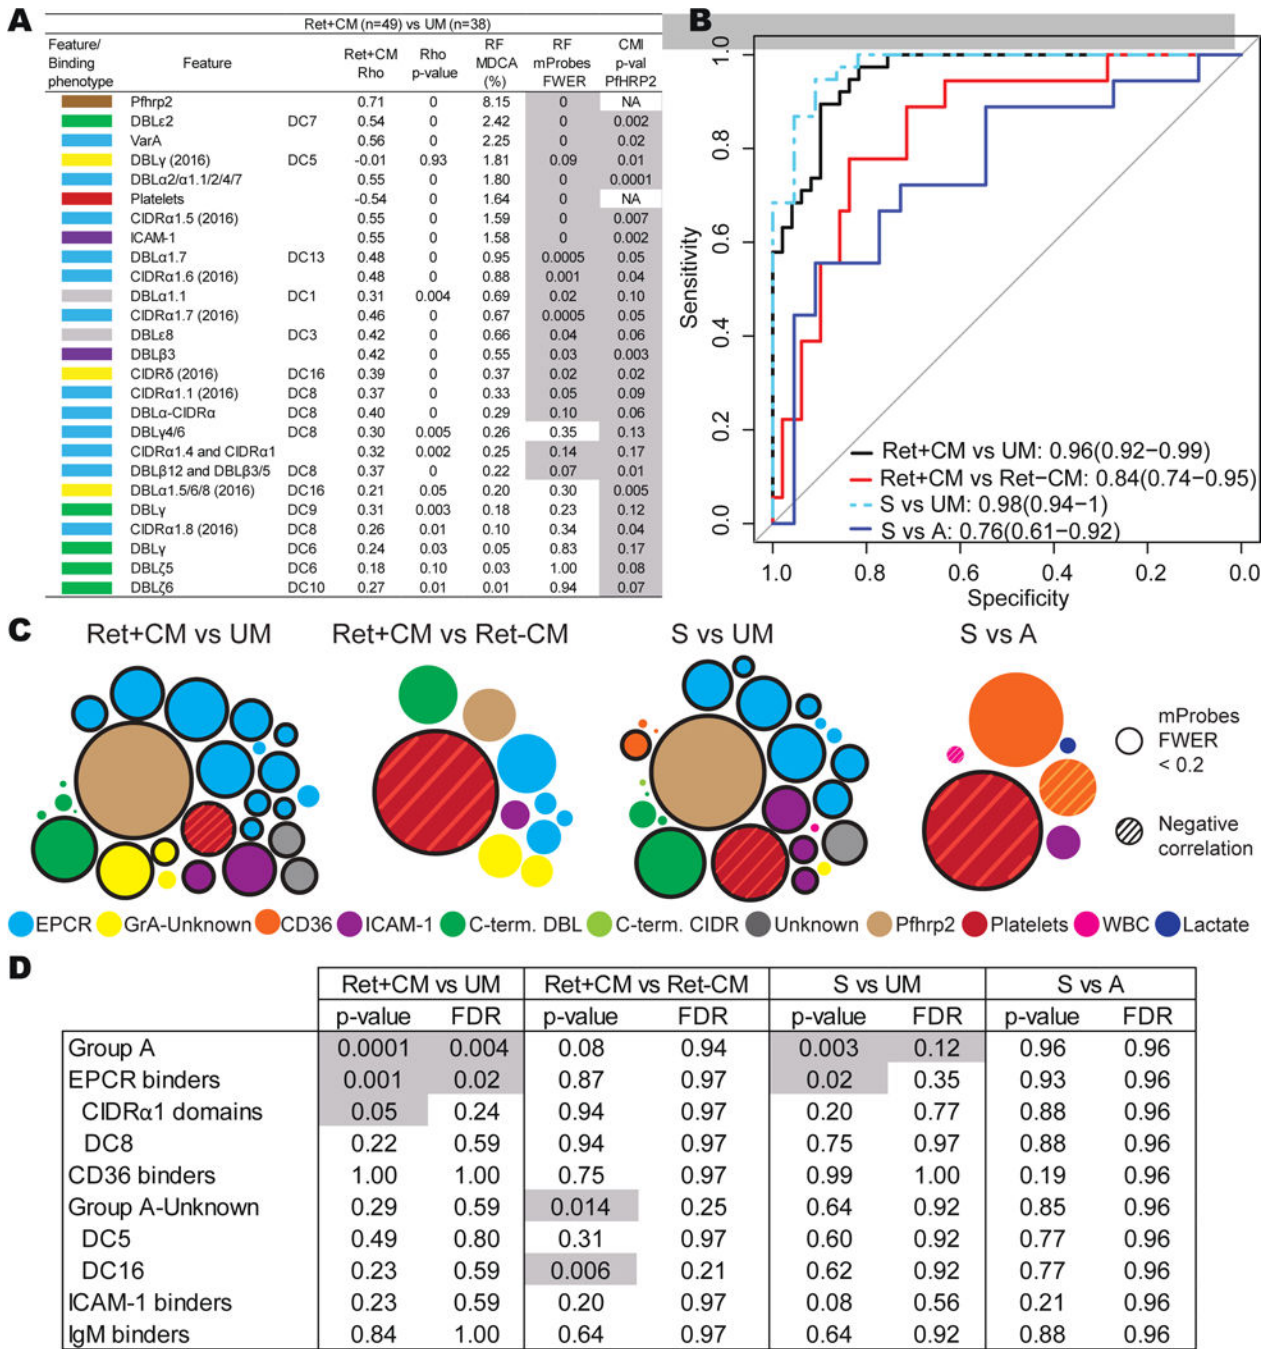 A
Ret+CM (n=49) vs UM (n=38)
Feature/ Binding phenotype Feature Ret+CM Rho Rho p-value RF MDCA (%) RF mProbes FWER CMI p-val PfHRP2
Pfhrp2 0.71 0 8.15 0 NA
DBLε2 DC7 0.54 0 2.42 0 0.002
VarA 0.56 0 2.25 0 0.02
DBLγ (2016) DC5 -0.01 0.93 1.81 0.09 0.01
DBLα2/α1.1/2/4/7 0.55 0 1.80 0 0.0001
Platelets -0.54 0 1.64 0 NA
CIDRα1.5 (2016) 0.55 0 1.59 0 0.007
ICAM-1 0.55 0 1.58 0 0.002
DBLα1.7 DC13 0.48 0 0.95 0.0005 0.05
CIDRα1.6 (2016) 0.48 0 0.88 0.001 0.04
DBLα1.1 DC1 0.31 0.004 0.69 0.02 0.10
CIDRα1.7 (2016) 0.46 0 0.67 0.0005 0.05
DBLε8 DC3 0.42 0 0.66 0.04 0.06
DBLβ3 0.42 0 0.55 0.03 0.003
CIDRδ (2016) DC16 0.39 0 0.37 0.02 0.02
CIDRα1.1 (2016) DC8 0.37 0 0.33 0.05 0.09
DBLα-CIDRα DC8 0.40 0 0.29 0.10 0.06
DBLγ4/6 DC8 0.30 0.005 0.26 0.35 0.13
CIDRα1.4 and CIDRα1 0.32 0.002 0.25 0.14 0.17
DBLβ12 and DBLβ3/5 DC8 0.37 0 0.22 0.07 0.01
DBLα1.5/6/8 (2016) DC16 0.21 0.05 0.20 0.30 0.005
DBLγ DC9 0.31 0.003 0.18 0.23 0.12
CIDRα1.8 (2016) DC8 0.26 0.01 0.10 0.34 0.04
DBLγ DC6 0.24 0.03 0.05 0.83 0.17
DBLζ5 DC6 0.18 0.10 0.03 1.00 0.08
DBLζ6 DC10 0.27 0.01 0.01 0.94 0.07
B
Sensitivity
1.0
0.8
0.6
0.4
0.2
0.0
Ret+CM vs UM: 0.96(0.92−0.99)
Ret+CM vs Ret−CM: 0.84(0.74−0.95)
S vs UM: 0.98(0.94−1)
S vs A: 0.76(0.61−0.92)
1.0 0.8 0.6 0.4 0.2 0.0
Specificity
C
Ret+CM vs UM Ret+CM vs Ret-CM S vs UM S vs A
mProbes
FWER
< 0.2
Negative
correlation
EPCR GrA-Unknown CD36 ICAM-1 C-term. DBL C-term. CIDR Unknown Pfhrp2 Platelets WBC Lactate
D
Ret+CM vs UM Ret+CM vs Ret-CM S vs UM S vs A
p-value FDR p-value FDR p-value FDR p-value FDR
Group A 0.0001 0.004 0.08 0.94 0.003 0.12 0.96 0.96
EPCR binders 0.001 0.02 0.87 0.97 0.02 0.35 0.93 0.96
CIDRα1 domains 0.05 0.24 0.94 0.97 0.20 0.77 0.88 0.96
DC8 0.22 0.59 0.94 0.97 0.75 0.97 0.88 0.96
CD36 binders 1.00 1.00 0.75 0.97 0.99 1.00 0.19 0.96
Group A-Unknown 0.29 0.59 0.014 0.25 0.64 0.92 0.85 0.96
DC5 0.49 0.80 0.31 0.97 0.60 0.92 0.77 0.96
DC16 0.23 0.59 0.006 0.21 0.62 0.92 0.77 0.96
ICAM-1 binders 0.23 0.59 0.20 0.97 0.08 0.56 0.21 0.96
IgM binders 0.84 1.00 0.64 0.97 0.64 0.92 0.88 0.96